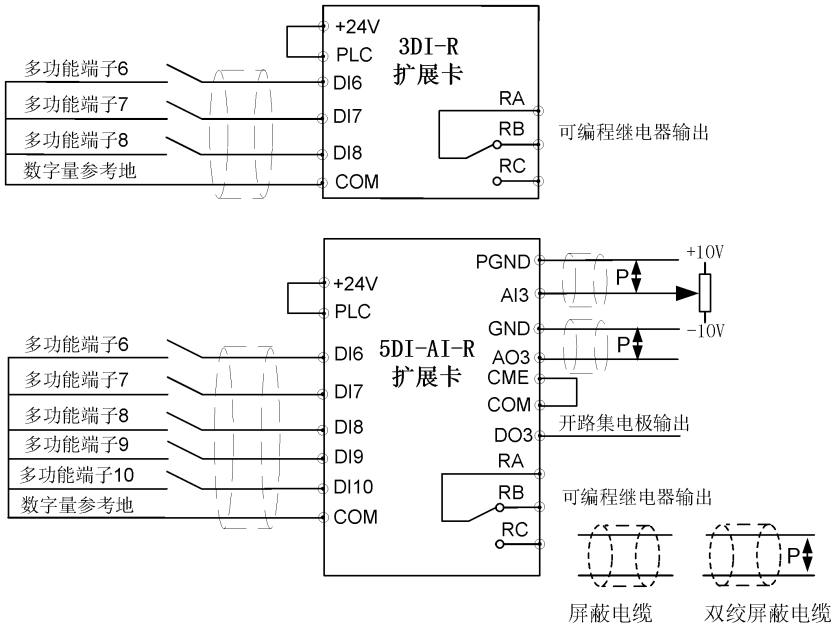 +24V
PLC
3DI-R
扩展卡
多功能端子6
DI6
多功能端子7
DI7
多功能端子8
DI8
数字量参考地
COM
RA
RB
RC
可编程继电器输出
+24V
PLC
5DI-AI-R
扩展卡
多功能端子6
DI6
多功能端子7
DI7
多功能端子8
DI8
多功能端子9
DI9
多功能端子10
DI10
数字量参考地
COM
PGND
AI3
P
+10V
-10V
GND
AO3
P
CME
COM
DO3
开路集电极输出
RA
RB
RC
可编程继电器输出
P
屏蔽电缆
双绞屏蔽电缆